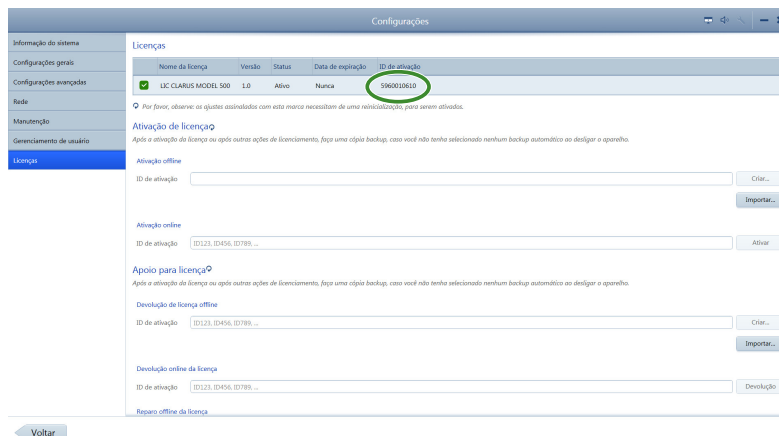 Configurações
Informação do sistema
Configurações gerais
Configurações avançadas
Rede
Manutenção
Gerenciamento de usuário
Licenças
Licenças
Nome da licença Versão Status Data de expiração ID de ativação
LIC CLARUS MODEL 500 1.0 Ativo Nunca 5960010610
Por favor, observe: os ajustes assinalados com esta marca necessitam de uma reinicialização, para serem ativados.
Ativação de licença
Após a ativação da licença ou após outras ações de licenciamento, faça uma cópia backup, caso você não tenha selecionado nenhum backup automático ao desligar o aparelho.
Ativação offline
ID de ativação Criar...
Importar...
Ativação online
ID de ativação ID123, ID456, ID789, ... Ativar
Apoio para licença
Após a ativação da licença ou após outras ações de licenciamento, faça uma cópia backup, caso você não tenha selecionado nenhum backup automático ao desligar o aparelho.
Devolução de licença offline
ID de ativação ID123, ID456, ID789, ... Criar...
Importar...
Devolução online da licença
ID de ativação ID123, ID456, ID789, ... Devolução
Reparo offline da licença
Voltar